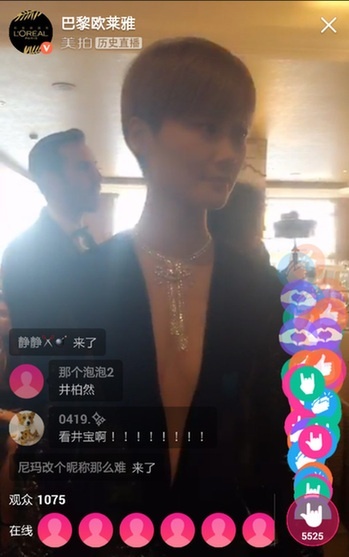 巴黎欧莱雅
L'ORÉAL
PARIS
美拍 历史直播
静静 来了
那个泡泡2
井柏然
0419.
看井宝啊！！！！！！！！
尼玛改个昵称那么难 来了
观众 1075
在线
5525